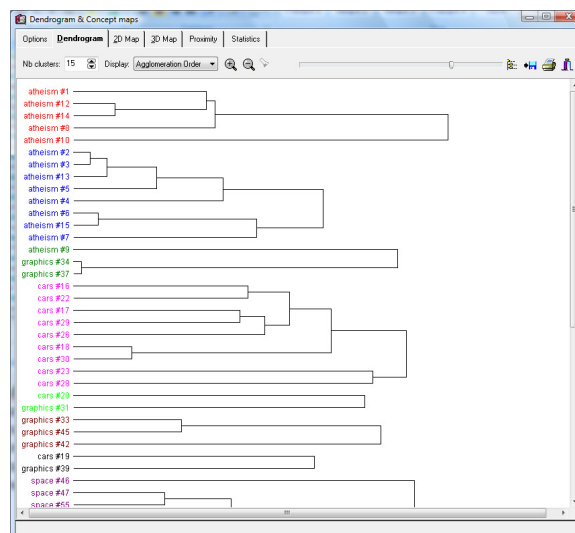 Dendrogram & Concept maps
Options Dendrogram 2D Map 3D Map Proximity Statistics
Nb clusters: 15 Display: Agglomeration Order
atheism #1
atheism #12
atheism #14
atheism #8
atheism #10
atheism #2
atheism #3
atheism #13
atheism #5
atheism #4
atheism #6
atheism #15
atheism #7
atheism #9
graphics #34
graphics #37
cars #16
cars #22
cars #17
cars #29
cars #26
cars #18
cars #30
cars #23
cars #28
cars #20
graphics #31
graphics #33
graphics #45
graphics #42
cars #19
graphics #39
space #46
space #47
space #55